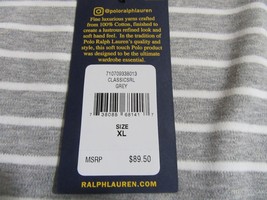 @poloralphlauren
Fine luxurious yarns crafted
from 100% Cotton, finished to
create a lustrous refined look and
soft hand feel. In the tradition of
Polo Ralph Lauren's quality and
style, this soft touch Polo product
was designed to be an ultimate
wardrobe essential.
710709938013
CLASSICSRL
GREY
SIZE
XL
MSRP $89.50
RALPHLAUREN.COM